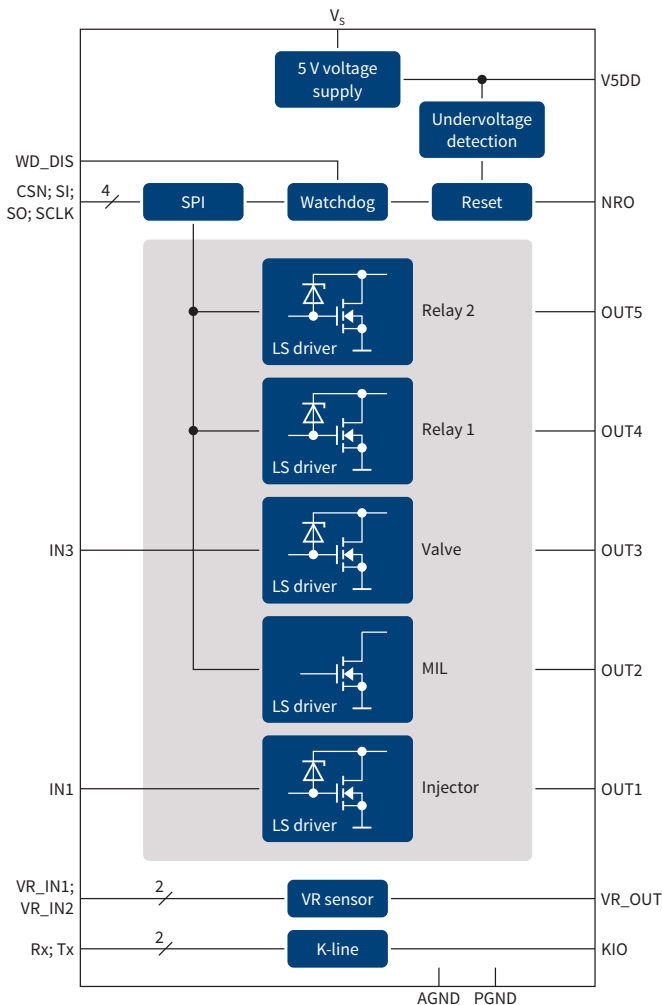 Vs
5 V voltage
supply
V5DD
Undervoltage
detection
WD_DIS
CSN; SI;
SO; SCLK
4
SPI
Watchdog
Reset
NRO
LS driver
Relay 2
OUT5
LS driver
Relay 1
OUT4
IN3
LS driver
Valve
OUT3
LS driver
MIL
OUT2
IN1
LS driver
Injector
OUT1
VR_IN1;
VR_IN2
2
VR sensor
VR_OUT
Rx; Tx
2
K-line
KIO
AGND PGND